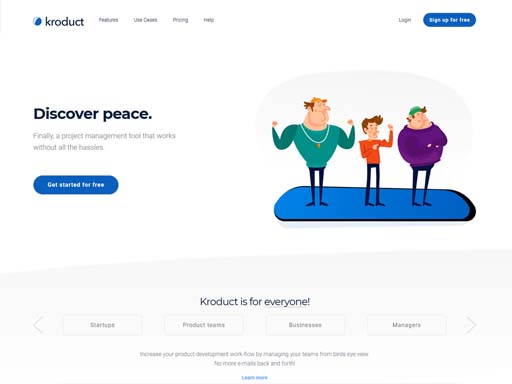 kroduct Features Use Cases Pricing Help Login Sign up for free
Discover peace.
Finally, a project management tool that works
without all the hassles.
Get started for free
Kroduct is for everyone!
Startups Product teams Businesses Managers
Increase your product development work-flow by managing your teams from birds eye view.
No more e-mails back and forth!
Learn more